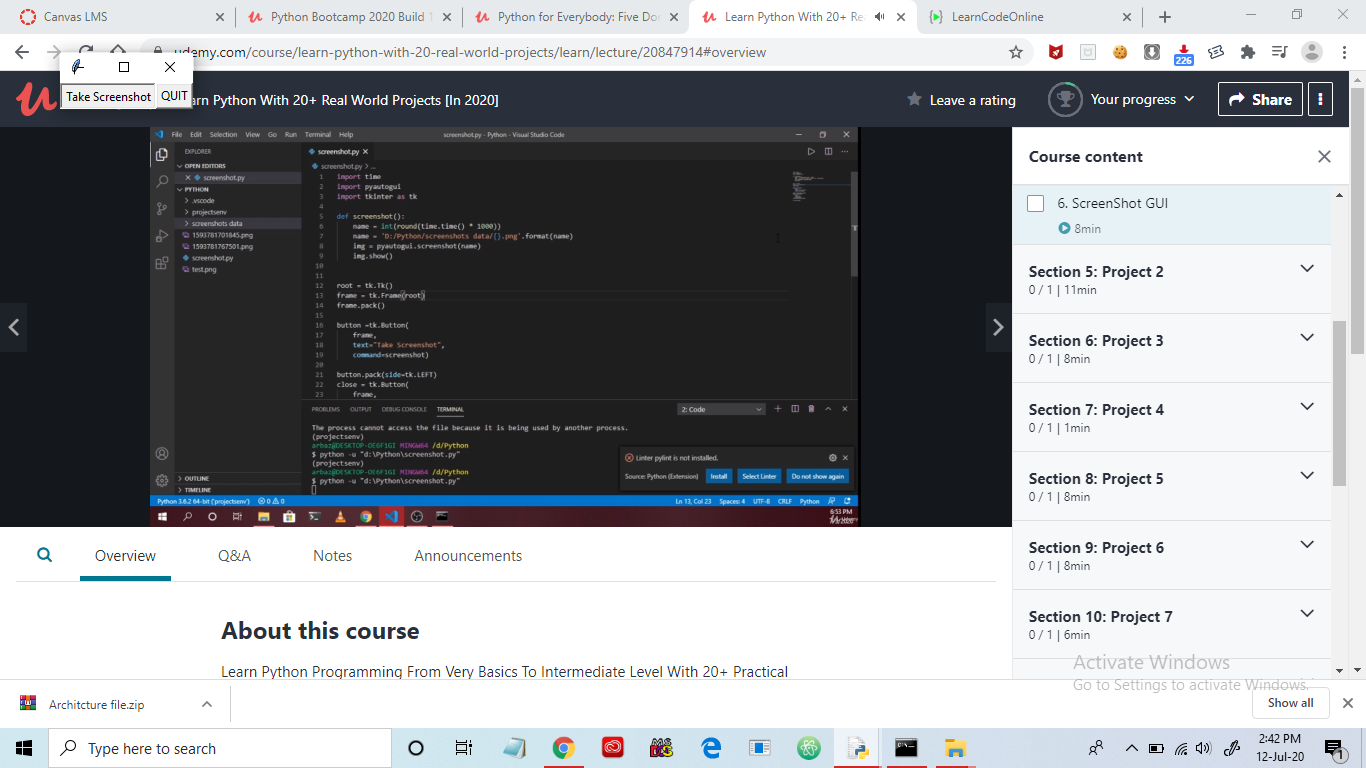 Canvas LMS
Python Bootcamp 2020 Build 1
Python for Everybody: Five Dor
Learn Python With 20+ Re
LearnCodeOnline
udemy.com/course/learn-python-with-20-real-world-projects/learn/lecture/20847914#overview
226
Take Screenshot
QUIT
arn Python With 20+ Real World Projects [In 2020]
Leave a rating
Your progress
Share
File Edit Selection View Go Run Terminal Help
screenshot.py - Python - Visual Studio Code
EXPLORER
OPEN EDITORS
screenshot.py
PYTHON
.vscode
projectsenv
screenshots data
1593781701845.png
1593781767501.png
screenshot.py
test.png
OUTLINE
TIMELINE
screenshot.py
screenshot.py > ...
1 import time
2 import pyautogui
3 import tkinter as tk
4
5 def screenshot():
6 name = int(round(time.time() * 1000))
7 name = 'D:/Python/screenshots data/{}.png'.format(name)
8 img = pyautogui.screenshot(name)
9 img.show()
10
11
12 root = tk.Tk()
13 frame = tk.Frame(root)
14 frame.pack()
15
16 button =tk.Button(
17 frame,
18 text="Take Screenshot",
19 command=screenshot)
20
21 button.pack(side=tk.LEFT)
22 close = tk.Button(
23 frame,
PROBLEMS OUTPUT DEBUG CONSOLE TERMINAL
2: Code
The process cannot access the file because it is being used by another process.
(projectsenv)
arbaz@DESKTOP-OE6F1GI MINGW64 /d/Python
$ python -u "d:\Python\screenshot.py"
(projectsenv)
arbaz@DESKTOP-OE6F1GI MINGW64 /d/Python
$ python -u "d:\Python\screenshot.py"
Linter pylint is not installed.
Source: Python (Extension)
Install
Select Linter
Do not show again
Python 3.6.2 64-bit ('projectsenv') 0 0
Ln 13, Col 23 Spaces: 4 UTF-8 CRLF Python
6:53 PM
Course content
6. ScreenShot GUI
8min
Section 5: Project 2
0 / 1 | 11min
Section 6: Project 3
0 / 1 | 8min
Section 7: Project 4
0 / 1 | 1min
Section 8: Project 5
0 / 1 | 8min
Section 9: Project 6
0 / 1 | 8min
Section 10: Project 7
0 / 1 | 6min
Overview
Q&A
Notes
Announcements
About this course
Learn Python Programming From Very Basics To Intermediate Level With 20+ Practical
Activate Windows
Go to Settings to activate Windows.
Architcture file.zip
Show all
Type here to search
2:42 PM
12-Jul-20
1